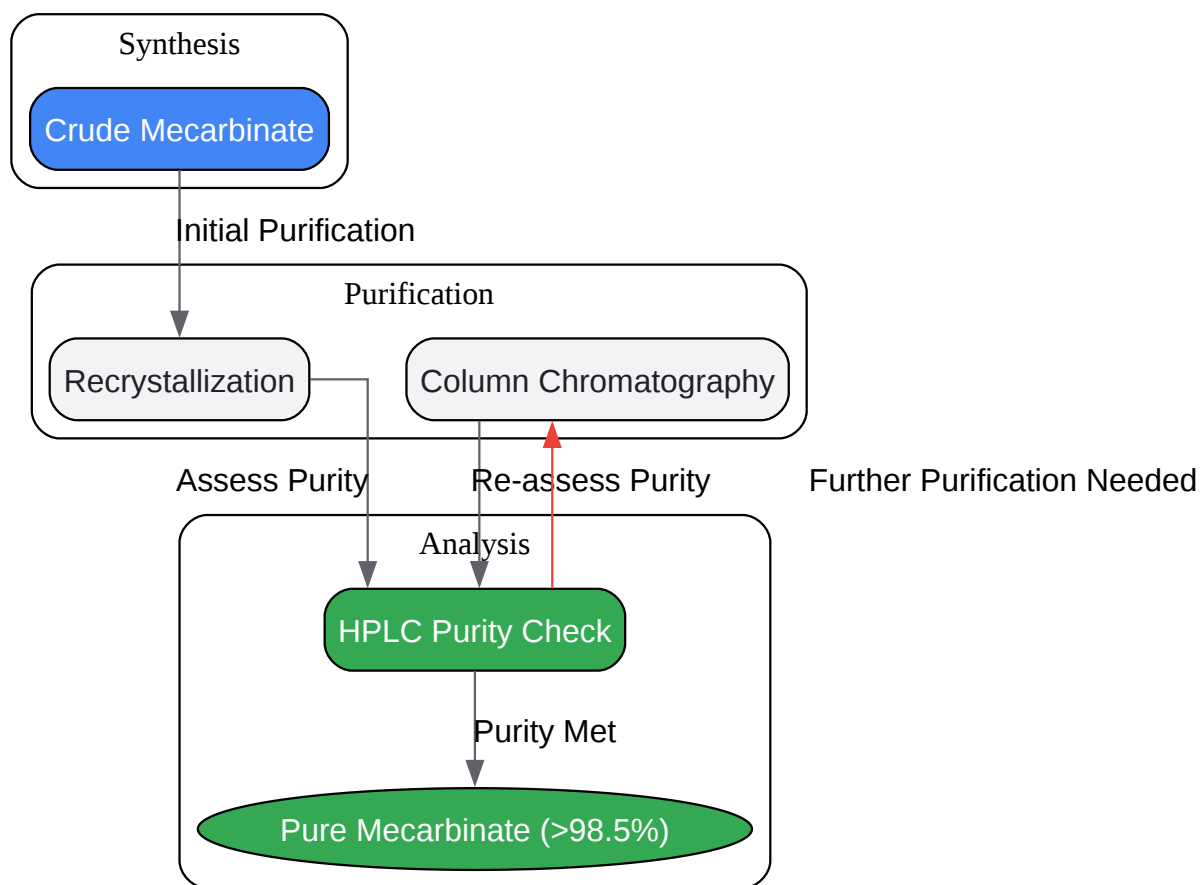 Synthesis
Crude Mecarbinate
Initial Purification
Purification
Recrystallization
Column Chromatography
Assess Purity
Re-assess Purity
Further Purification Needed
Analysis
HPLC Purity Check
Purity Met
Pure Mecarbinate (>98.5%)